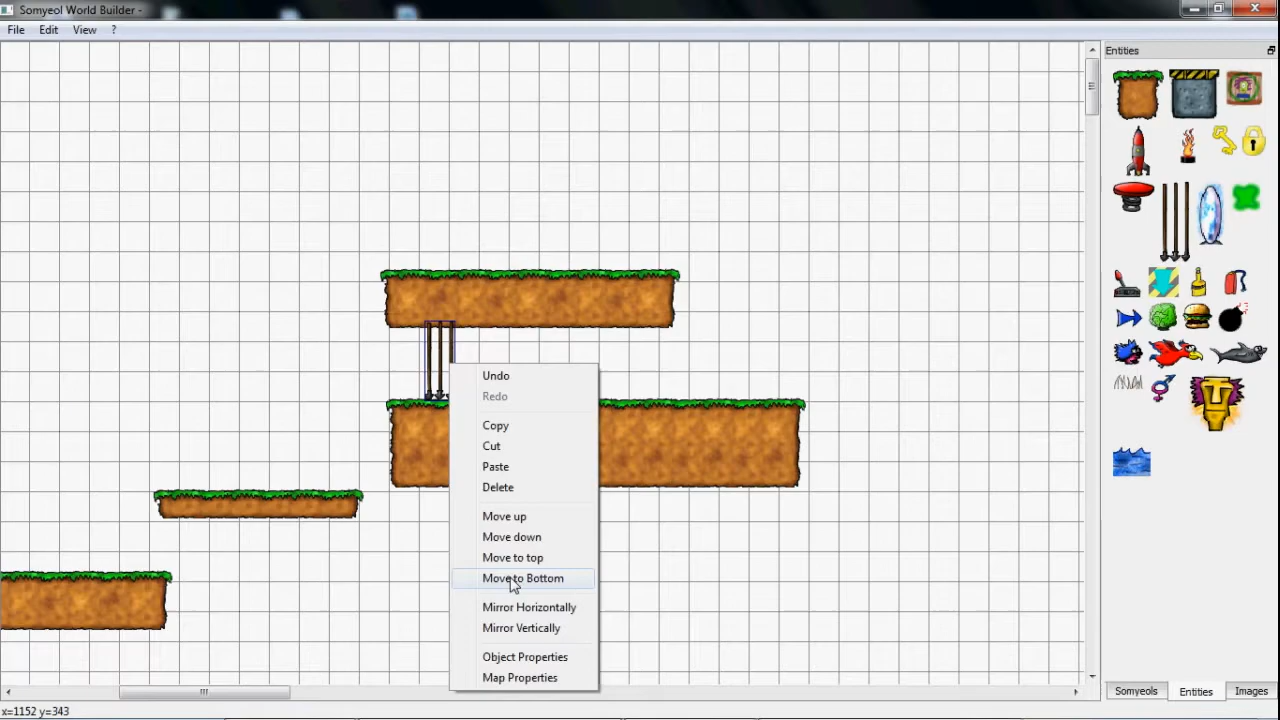 Somyeol World Builder -
File Edit View ?
Entities
Undo
Redo
Copy
Cut
Paste
Delete
Move up
Move down
Move to top
Move to Bottom
Mirror Horizontally
Mirror Vertically
Object Properties
Map Properties
Somyeols Entities Images
x=1152 y=343